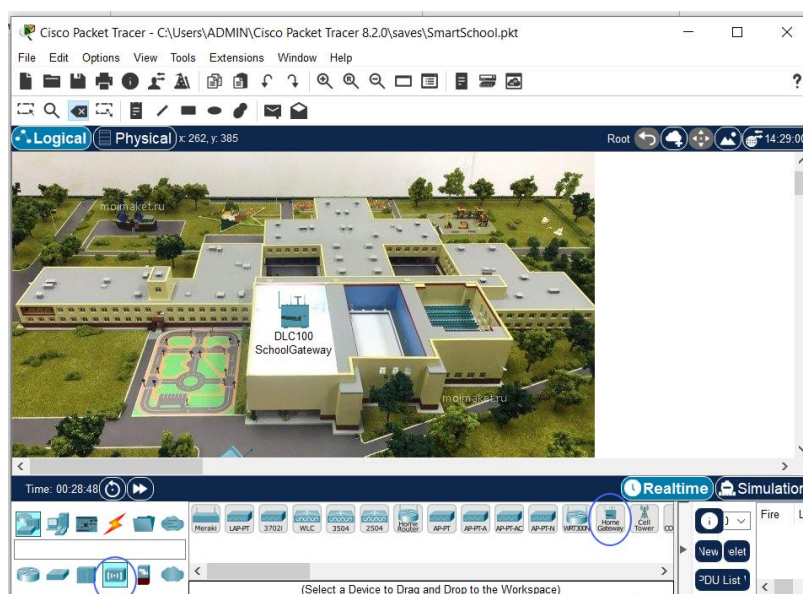 Cisco Packet Tracer - C:\Users\ADMIN\Cisco Packet Tracer 8.2.0\saves\SmartSchool.pkt
File Edit Options View Tools Extensions Window Help
?
Logical Physical x: 262, y: 385 Root 14:29:00
moimaket.ru
DLC100
SchoolGateway
moimaket.ru
Time: 00:28:48 Realtime Simulation
Meraki LAP-PT 3702i WLC 3504 2504 Home Router AP-PT AP-PT-A AP-PT-AC AP-PT-N WRT300N Home Gateway Cell Tower CO
Fire L
New elet
PDU List
(Select a Device to Drag and Drop to the Workspace)